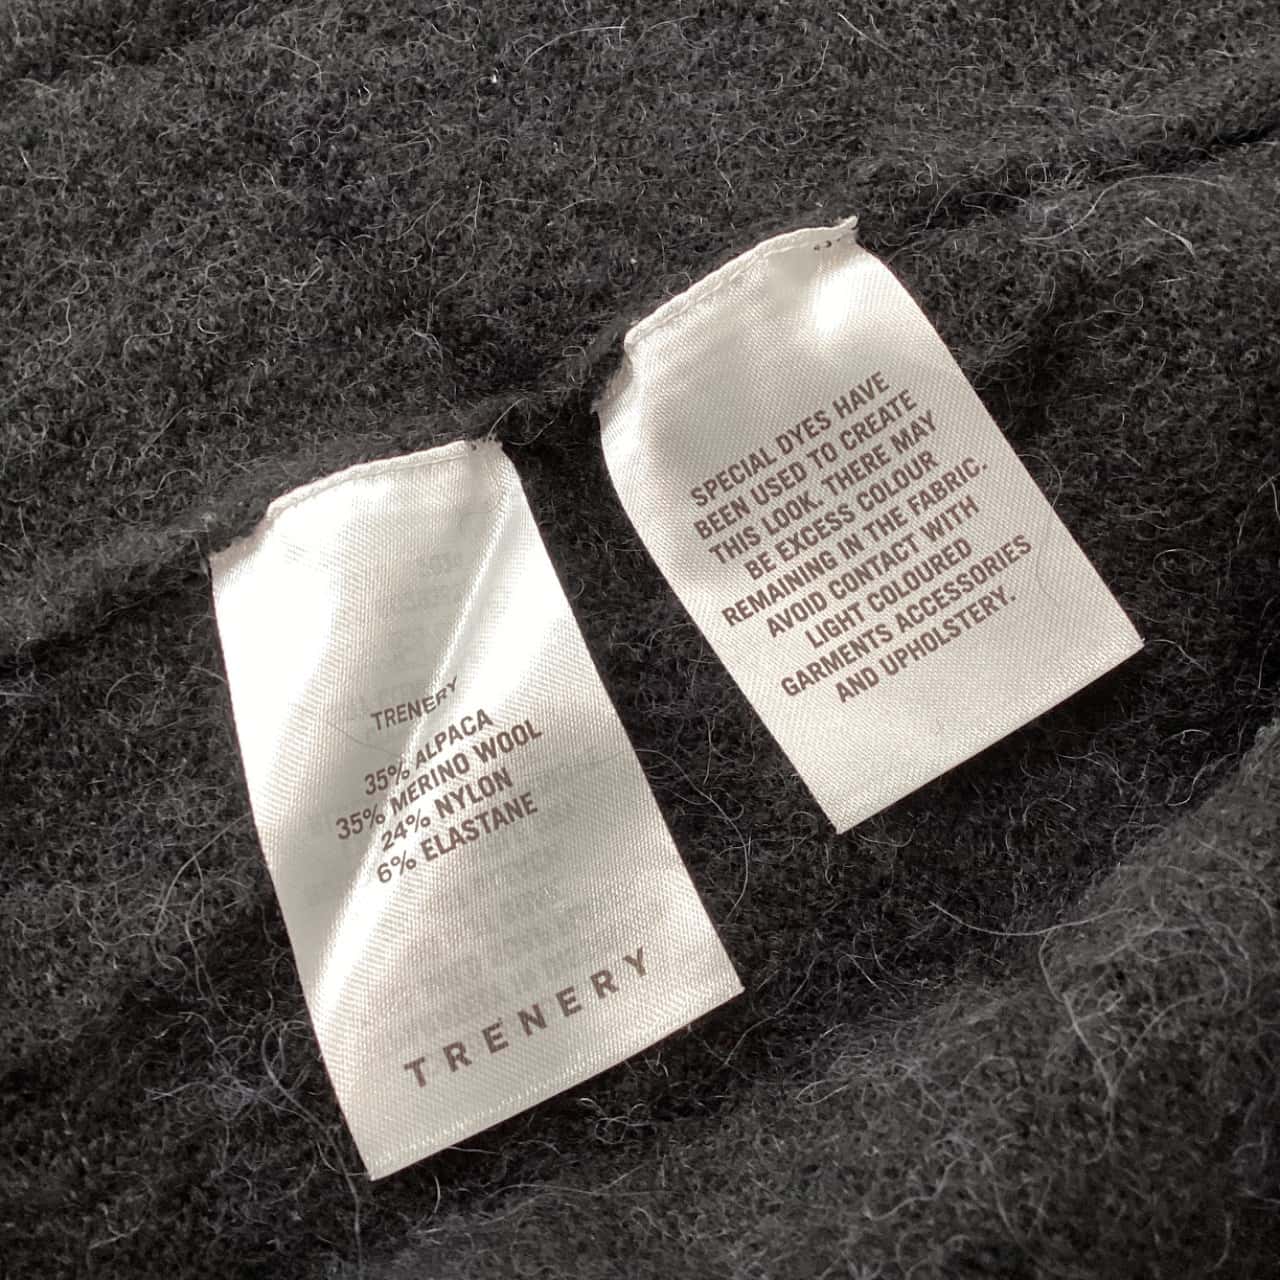 TRENERY
35% ALPACA
35% MERINO WOOL
24% NYLON
6% ELASTANE
TRENERY
SPECIAL DYES HAVE
BEEN USED TO CREATE
THIS LOOK. THERE MAY
BE EXCESS COLOUR
REMAINING IN THE FABRIC.
AVOID CONTACT WITH
LIGHT COLOURED
GARMENTS ACCESSORIES
AND UPHOLSTERY.